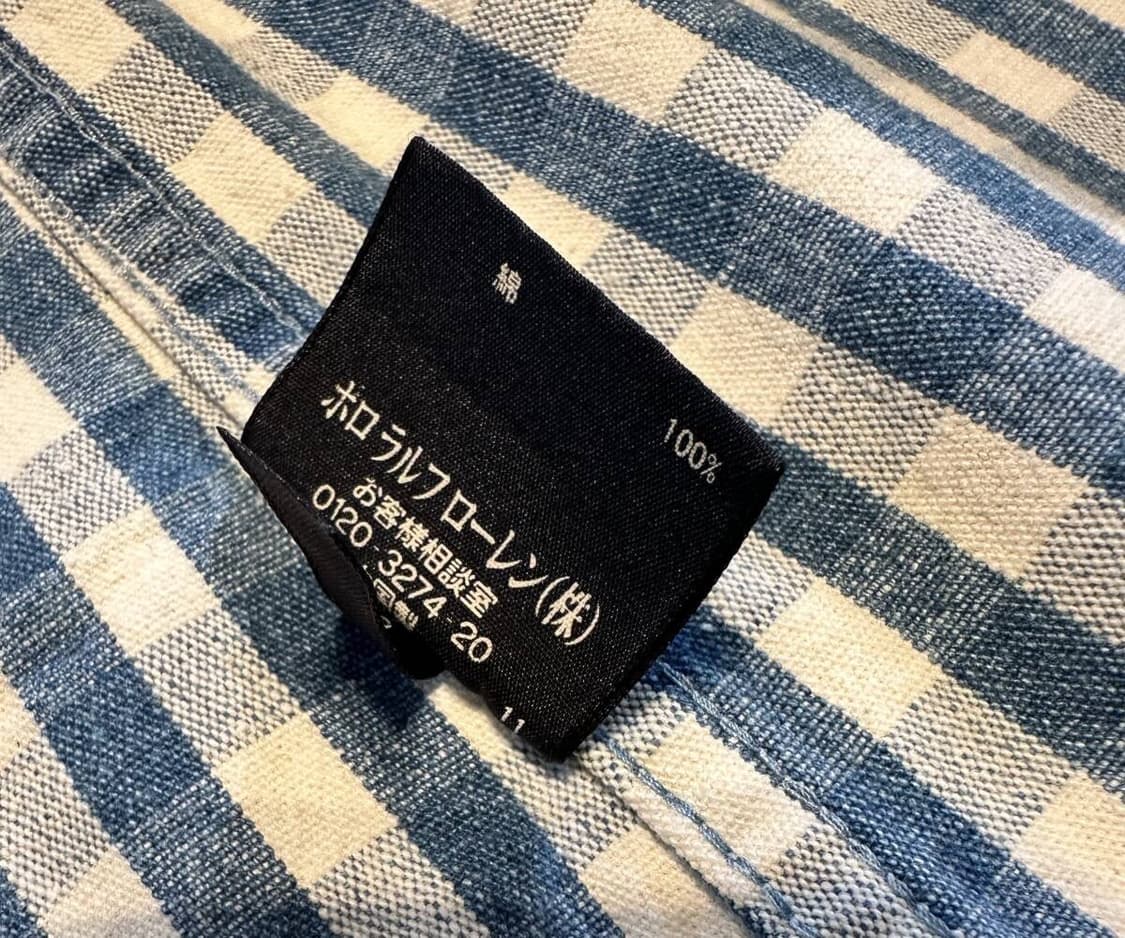 綿 100%
ポロ ラルフ ローレン(株)
お客様相談室
0120-3274-20
11